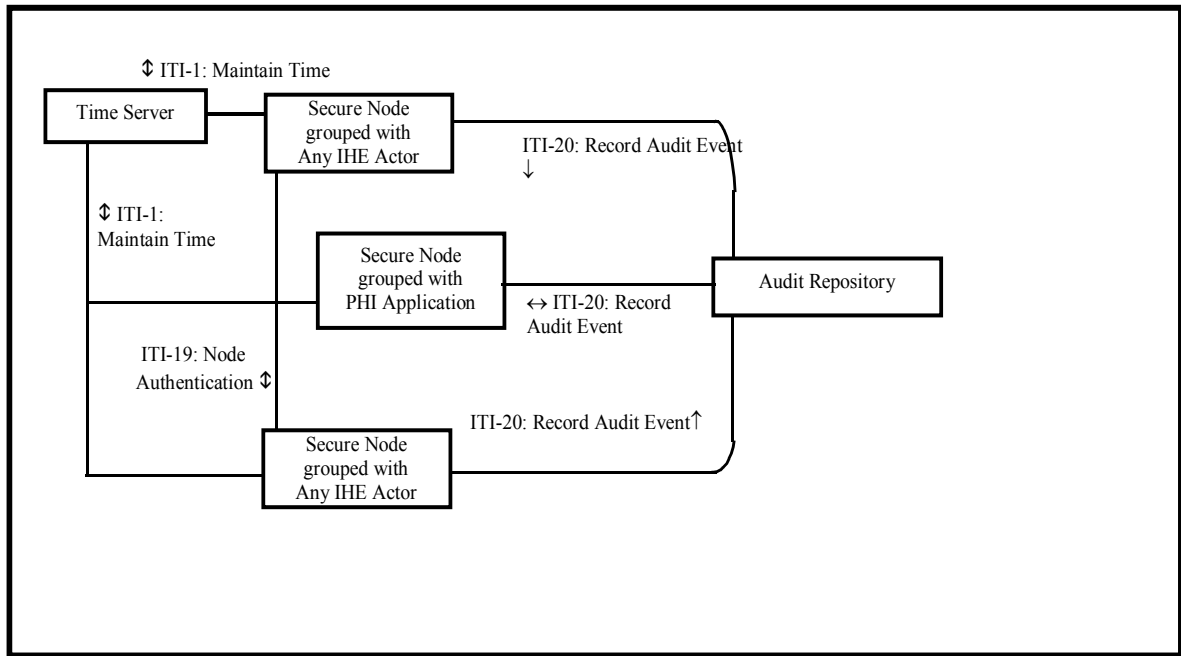 ⇕ ITI-1: Maintain Time
Time Server
Secure Node
grouped with
Any IHE Actor
ITI-20: Record Audit Event
↓
⇕ ITI-1:
Maintain Time
Secure Node
grouped with
PHI Application
Audit Repository
↔ ITI-20: Record
Audit Event
ITI-19: Node
Authentication ⇕
ITI-20: Record Audit Event↑
Secure Node
grouped with
Any IHE Actor